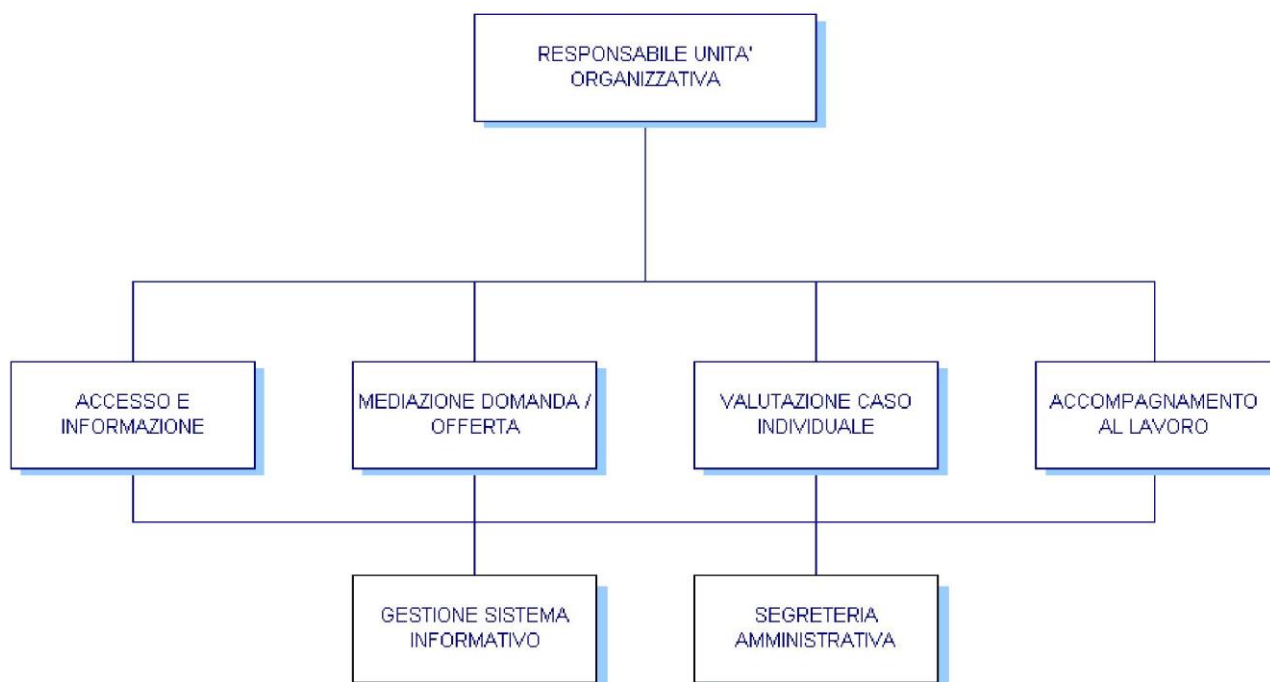 RESPONSABILE UNITA'
ORGANIZZATIVA
ACCESSO E
INFORMAZIONE
MEDIAZIONE DOMANDA /
OFFERTA
VALUTAZIONE CASO
INDIVIDUALE
ACCOMPAGNAMENTO
AL LAVORO
GESTIONE SISTEMA
INFORMATIVO
SEGRETERIA
AMMINISTRATIVA